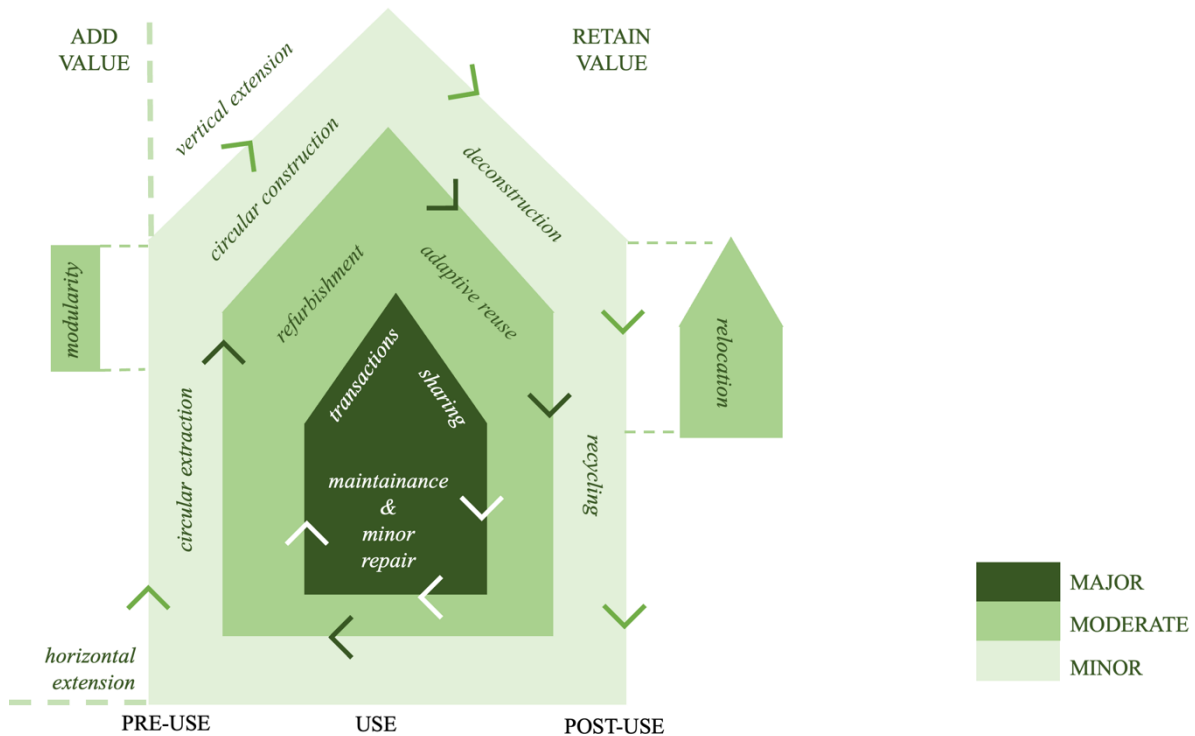 ADD
VALUE
RETAIN
VALUE
vertical extension
circular construction
deconstruction
modularity
refurbishment
adaptive reuse
relocation
transactions
sharing
circular extraction
recycling
maintainance
&
minor
repair
horizontal
extension
PRE-USE
USE
POST-USE
MAJOR
MODERATE
MINOR